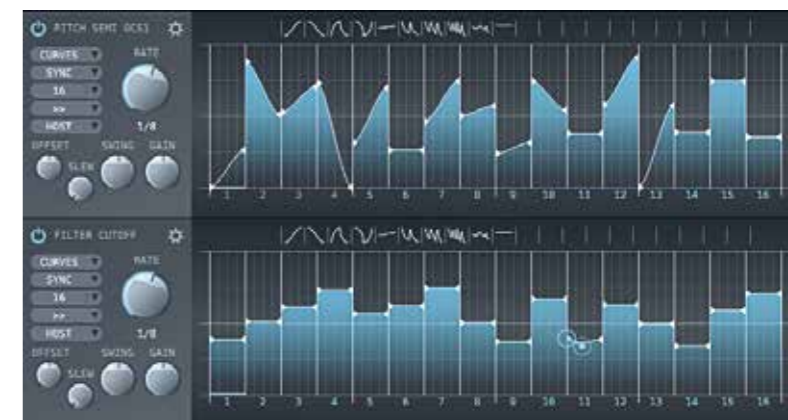 PITCH SEMI OCS1
CURVES
RATE
SYNC
16
>>
HOST
1/8
OFFSET
SLEW
SWING
GAIN
1 2 3 4 5 6 7 8 9 10 11 12 13 14 15 16
FILTER CUTOFF
CURVES
RATE
SYNC
16
>>
HOST
1/8
OFFSET
SLEW
SWING
GAIN
1 2 3 4 5 6 7 8 9 10 11 12 13 14 15 16